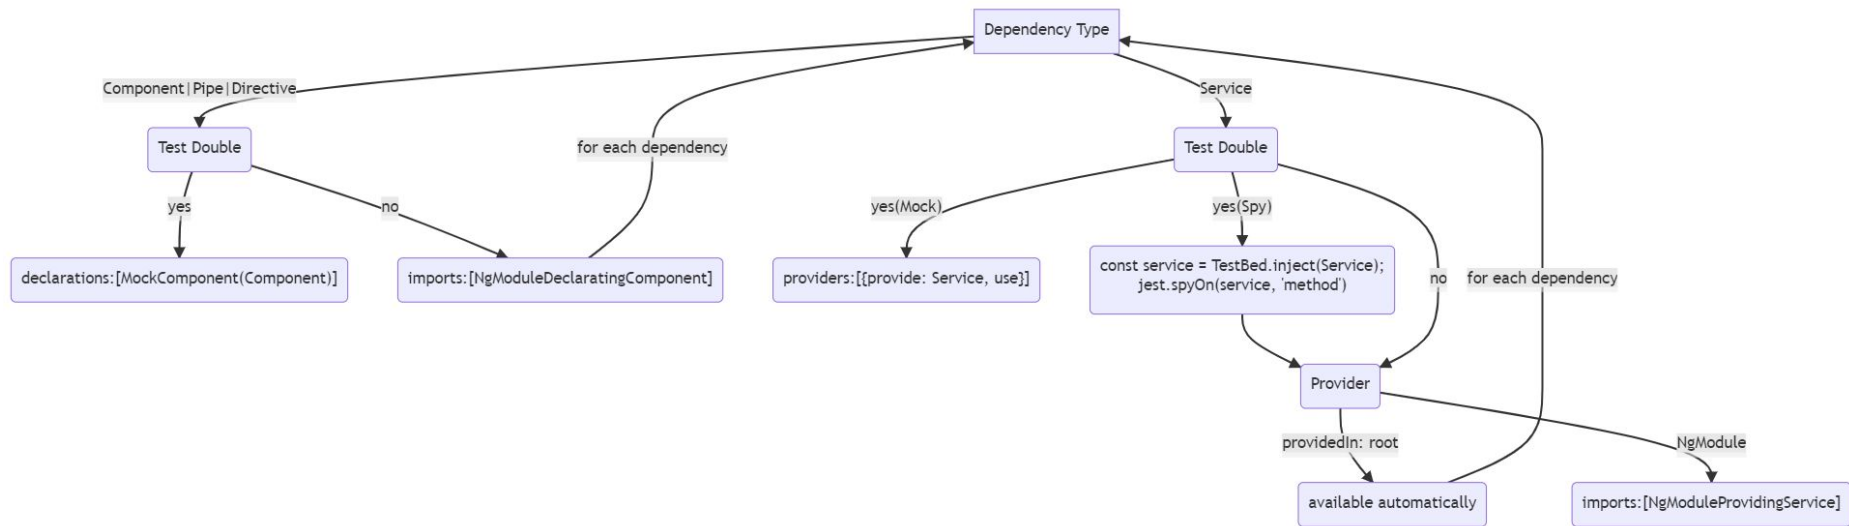 Dependency Type
Component|Pipe|Directive
Service
Test Double
for each dependency
Test Double
yes
no
yes(Mock)
yes(Spy)
declarations:[MockComponent(Component)]
imports:[NgModuleDeclaratingComponent]
providers:[{provide: Service, use}]
const service = TestBed.inject(Service);
jest.spyOn(service, 'method')
no
for each dependency
Provider
providedIn: root
NgModule
available automatically
imports:[NgModuleProvidingService]